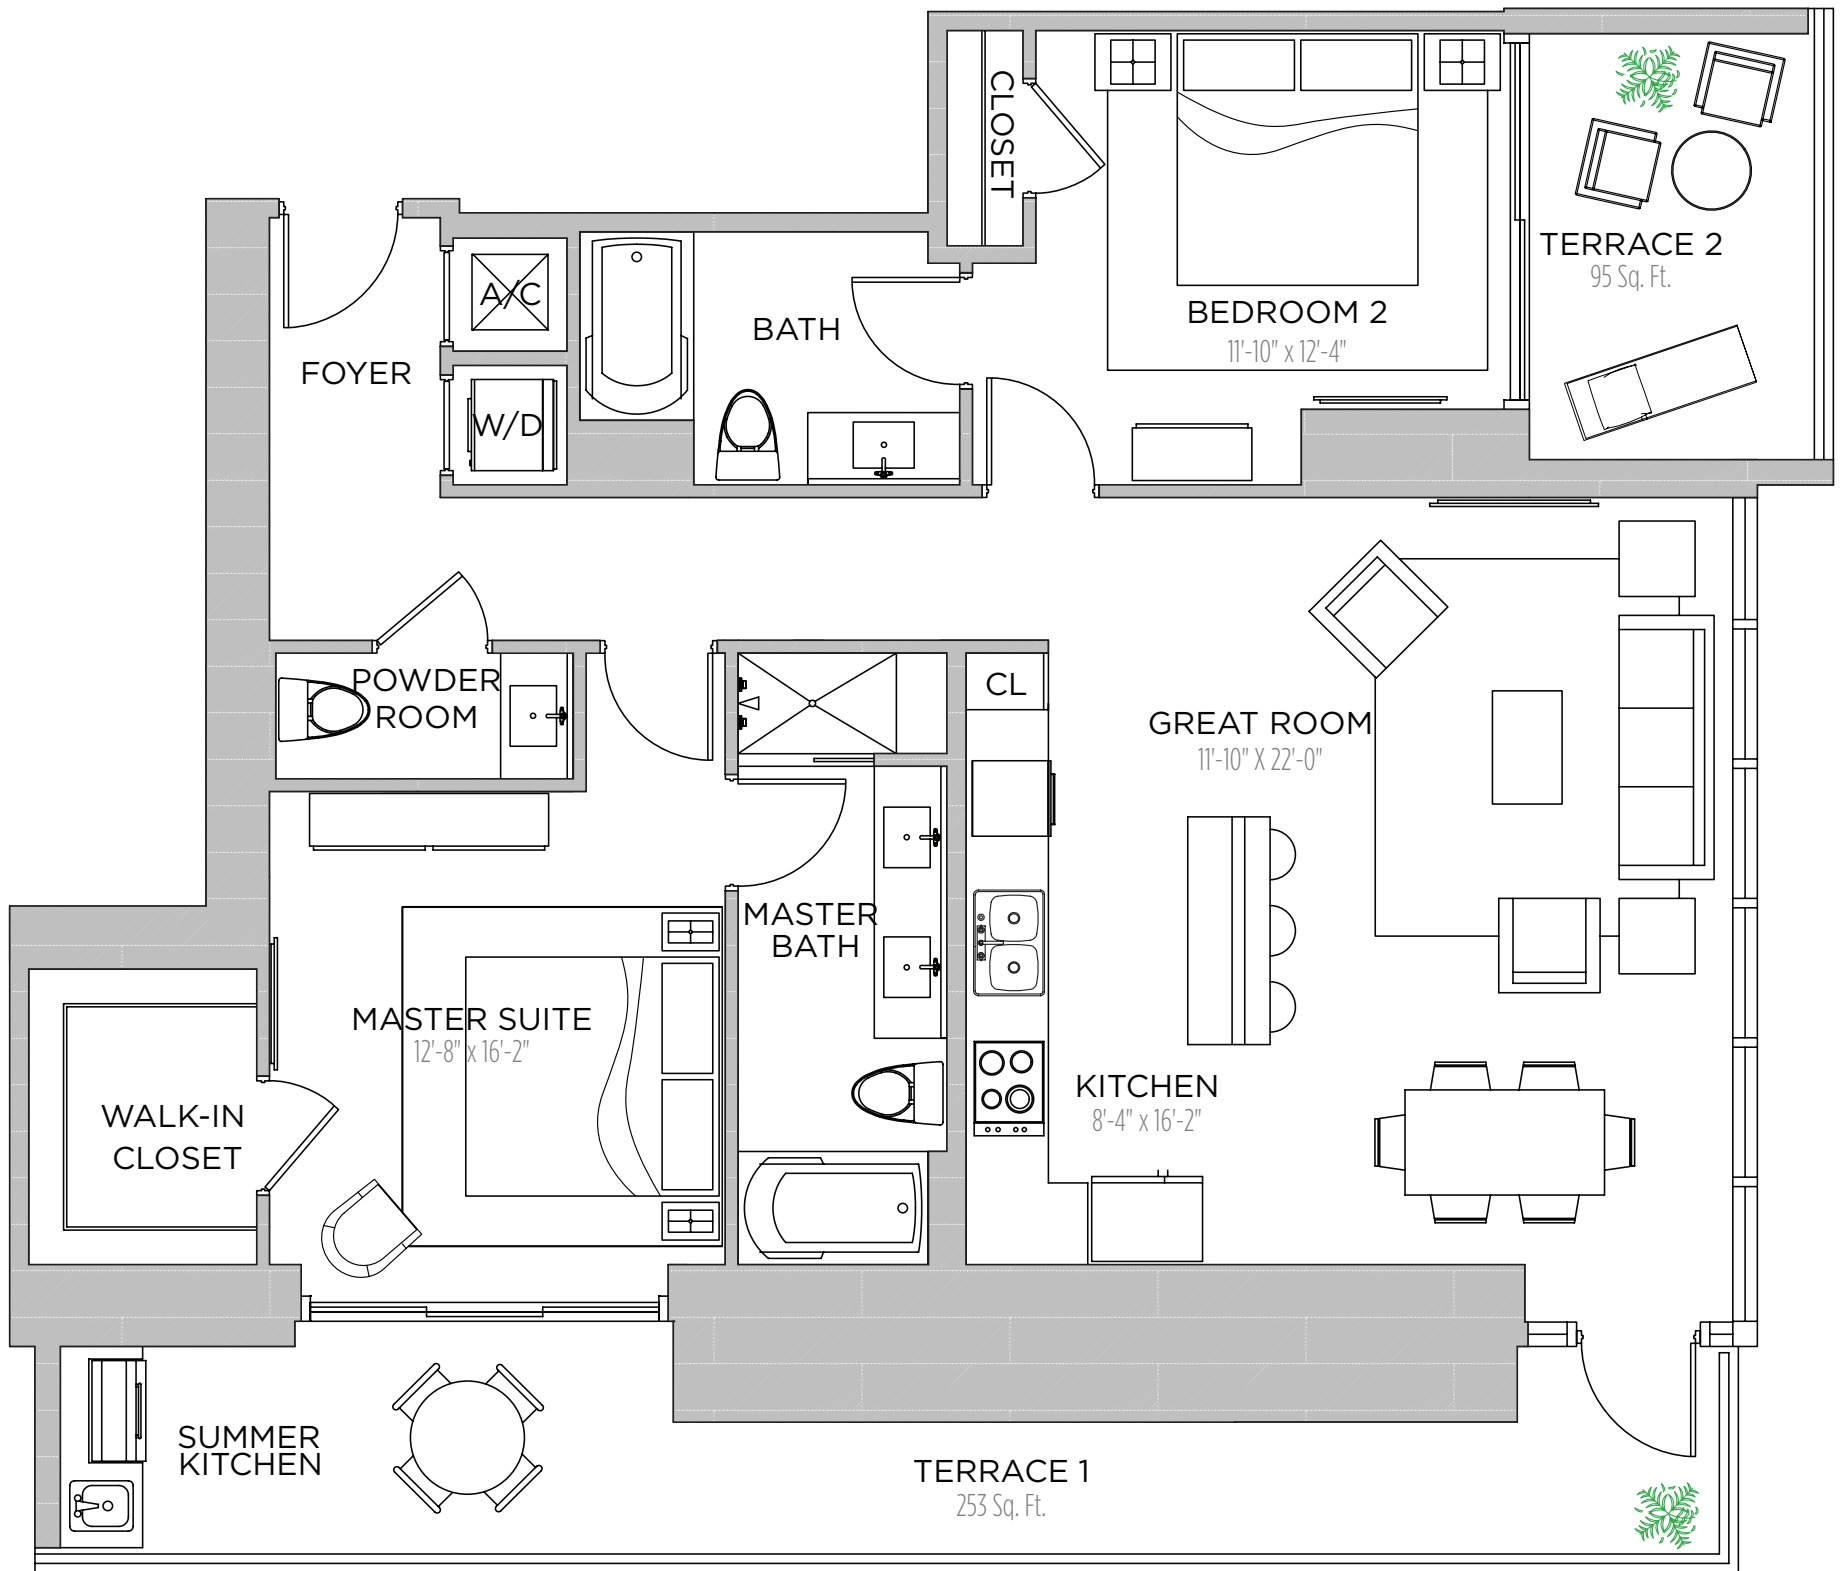 CLOSET
TERRACE 2
95 Sq. Ft.
A/C
BEDROOM 2
11'-10" x 12'-4"
BATH
FOYER
W/D
POWDER
ROOM
CL
GREAT ROOM
11'-10" X 22'-0"
MASTER
BATH
MASTER SUITE
12'-8" x 16'-2"
KITCHEN
8'-4" x 16'-2"
WALK-IN
CLOSET
SUMMER
KITCHEN
TERRACE 1
253 Sq. Ft.